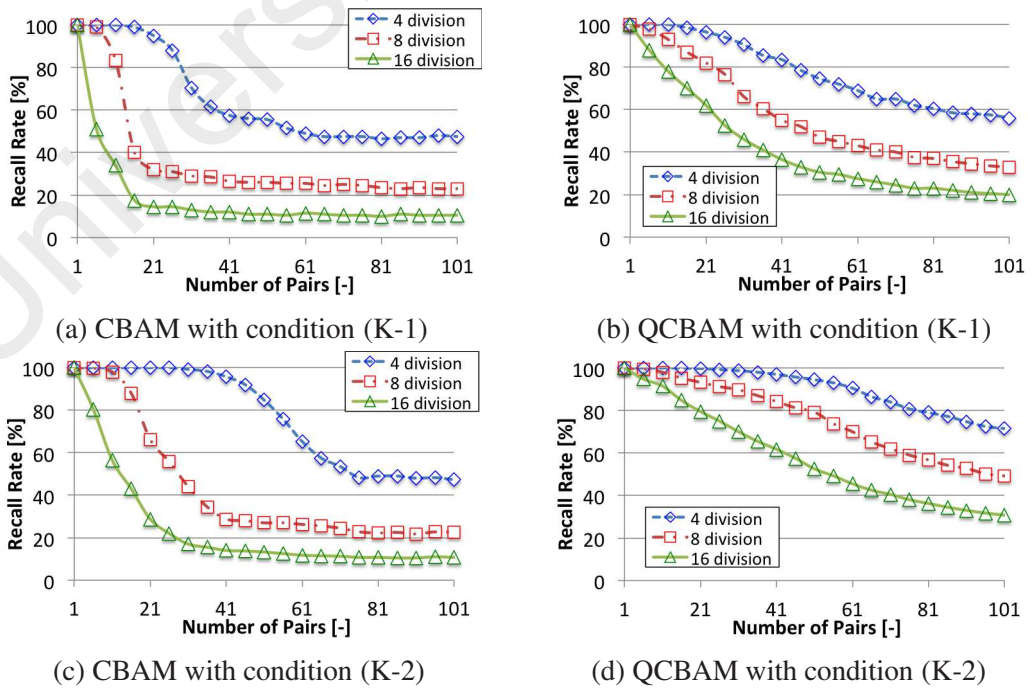 Univers
100
80
60
40
20
0
Recall Rate [%]
4 division
8 division
16 division
1 21 41 61 81 101
Number of Pairs [-]
(a) CBAM with condition (K-1)
100
80
60
40
20
0
Recall Rate [%]
4 division
8 division
16 division
1 21 41 61 81 101
Number of Pairs [-]
(b) QCBAM with condition (K-1)
100
80
60
40
20
0
Recall Rate [%]
4 division
8 division
16 division
1 21 41 61 81 101
Number of Pairs [-]
(c) CBAM with condition (K-2)
100
80
60
40
20
0
Recall Rate [%]
4 division
8 division
16 division
1 21 41 61 81 101
Number of Pairs [-]
(d) QCBAM with condition (K-2)